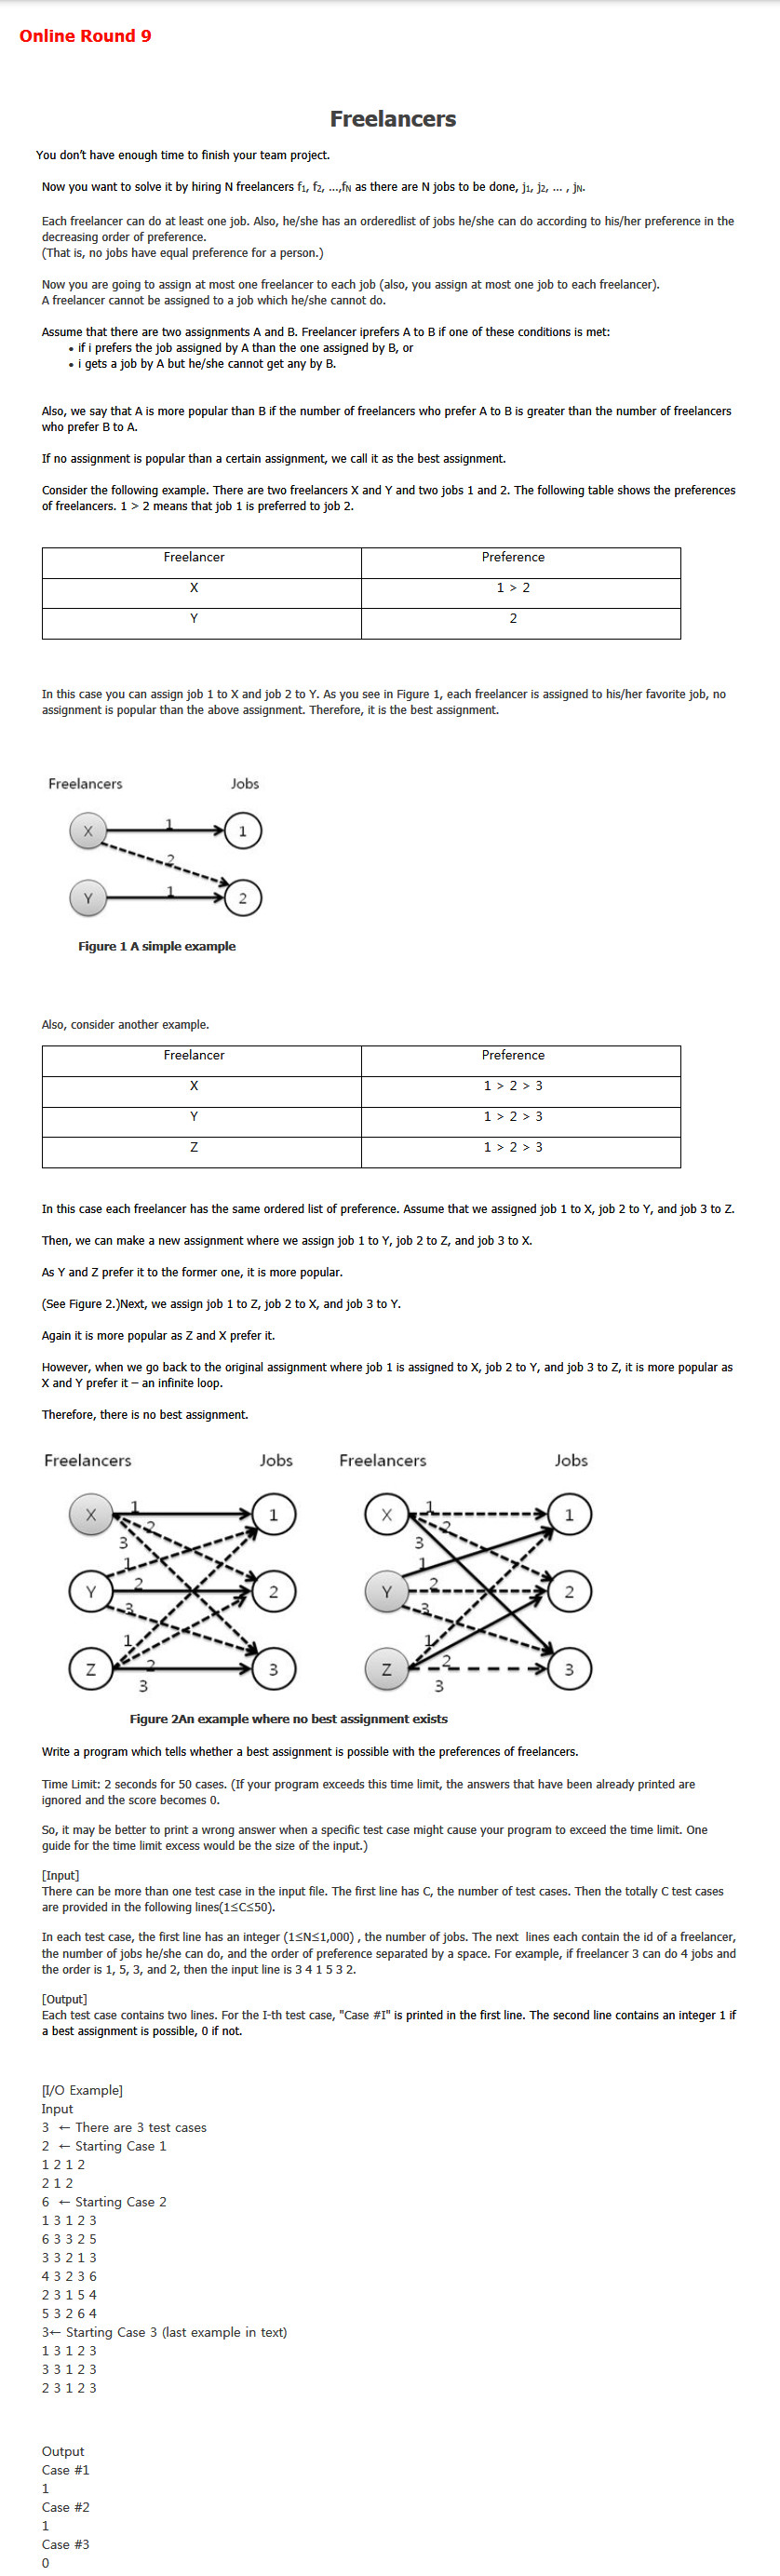 Online Round 9
Freelancers
You don't have enough time to finish your team project.
Now you want to solve it by hiring N freelancers f1, f2, ...,fN as there are N jobs to be done, j1, j2, ... , jN.
Each freelancer can do at least one job. Also, he/she has an orderedlist of jobs he/she can do according to his/her preference in the
decreasing order of preference.
(That is, no jobs have equal preference for a person.)
Now you are going to assign at most one freelancer to each job (also, you assign at most one job to each freelancer).
A freelancer cannot be assigned to a job which he/she cannot do.
Assume that there are two assignments A and B. Freelancer iprefers A to B if one of these conditions is met:
• if i prefers the job assigned by A than the one assigned by B, or
• i gets a job by A but he/she cannot get any by B.
Also, we say that A is more popular than B if the number of freelancers who prefer A to B is greater than the number of freelancers
who prefer B to A.
If no assignment is popular than a certain assignment, we call it as the best assignment.
Consider the following example. There are two freelancers X and Y and two jobs 1 and 2. The following table shows the preferences
of freelancers. 1 > 2 means that job 1 is preferred to job 2.
Freelancer Preference
X 1 > 2
Y 2
In this case you can assign job 1 to X and job 2 to Y. As you see in Figure 1, each freelancer is assigned to his/her favorite job, no
assignment is popular than the above assignment. Therefore, it is the best assignment.
Freelancers Jobs
X 1 1
2
Y 1 2
Figure 1 A simple example
Also, consider another example.
Freelancer Preference
X 1 > 2 > 3
Y 1 > 2 > 3
Z 1 > 2 > 3
In this case each freelancer has the same ordered list of preference. Assume that we assigned job 1 to X, job 2 to Y, and job 3 to Z.
Then, we can make a new assignment where we assign job 1 to Y, job 2 to Z, and job 3 to X.
As Y and Z prefer it to the former one, it is more popular.
(See Figure 2.)Next, we assign job 1 to Z, job 2 to X, and job 3 to Y.
Again it is more popular as Z and X prefer it.
However, when we go back to the original assignment where job 1 is assigned to X, job 2 to Y, and job 3 to Z, it is more popular as
X and Y prefer it – an infinite loop.
Therefore, there is no best assignment.
Freelancers Jobs Freelancers Jobs
X 1 1 X 1 1
2 2
3 3
1 1
Y 2 2 Y 2 2
3 3
1 1
Z 2 3 Z 2 3
3 3
Figure 2An example where no best assignment exists
Write a program which tells whether a best assignment is possible with the preferences of freelancers.
Time Limit: 2 seconds for 50 cases. (If your program exceeds this time limit, the answers that have been already printed are
ignored and the score becomes 0.
So, it may be better to print a wrong answer when a specific test case might cause your program to exceed the time limit. One
guide for the time limit excess would be the size of the input.)
[Input]
There can be more than one test case in the input file. The first line has C, the number of test cases. Then the totally C test cases
are provided in the following lines(1≤C≤50).
In each test case, the first line has an integer (1≤N≤1,000) , the number of jobs. The next lines each contain the id of a freelancer,
the number of jobs he/she can do, and the order of preference separated by a space. For example, if freelancer 3 can do 4 jobs and
the order is 1, 5, 3, and 2, then the input line is 3 4 1 5 3 2.
[Output]
Each test case contains two lines. For the I-th test case, "Case #I" is printed in the first line. The second line contains an integer 1 if
a best assignment is possible, 0 if not.
[I/O Example]
Input
3 ← There are 3 test cases
2 ← Starting Case 1
1 2 1 2
2 1 2
6 ← Starting Case 2
1 3 1 2 3
6 3 3 2 5
3 3 2 1 3
4 3 2 3 6
2 3 1 5 4
5 3 2 6 4
3← Starting Case 3 (last example in text)
1 3 1 2 3
3 3 1 2 3
2 3 1 2 3
Output
Case #1
1
Case #2
1
Case #3
0